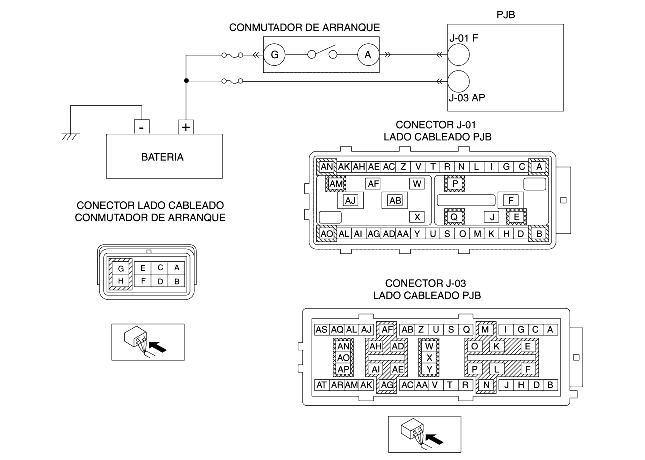 CONMUTADOR DE ARRANQUE
PJB
G
A
J-01 F
J-03 AP
- +
BATERIA
CONECTOR J-01
LADO CABLEADO PJB
AN AK AH AE AC Z V T R N L I G C A
AM AF W P
AJ AB F
X Q J E
AO AL AI AG AD AA Y U S O M K H D B
CONECTOR LADO CABLEADO
CONMUTADOR DE ARRANQUE
G E C A
H F D B
CONECTOR J-03
LADO CABLEADO PJB
AS AQ AL AJ AF AB Z U S Q M I G C A
AN AH AD W O K E
AO X
AP AI AE Y P L F
AT AR AM AK AG AC AA V T R N J H D B